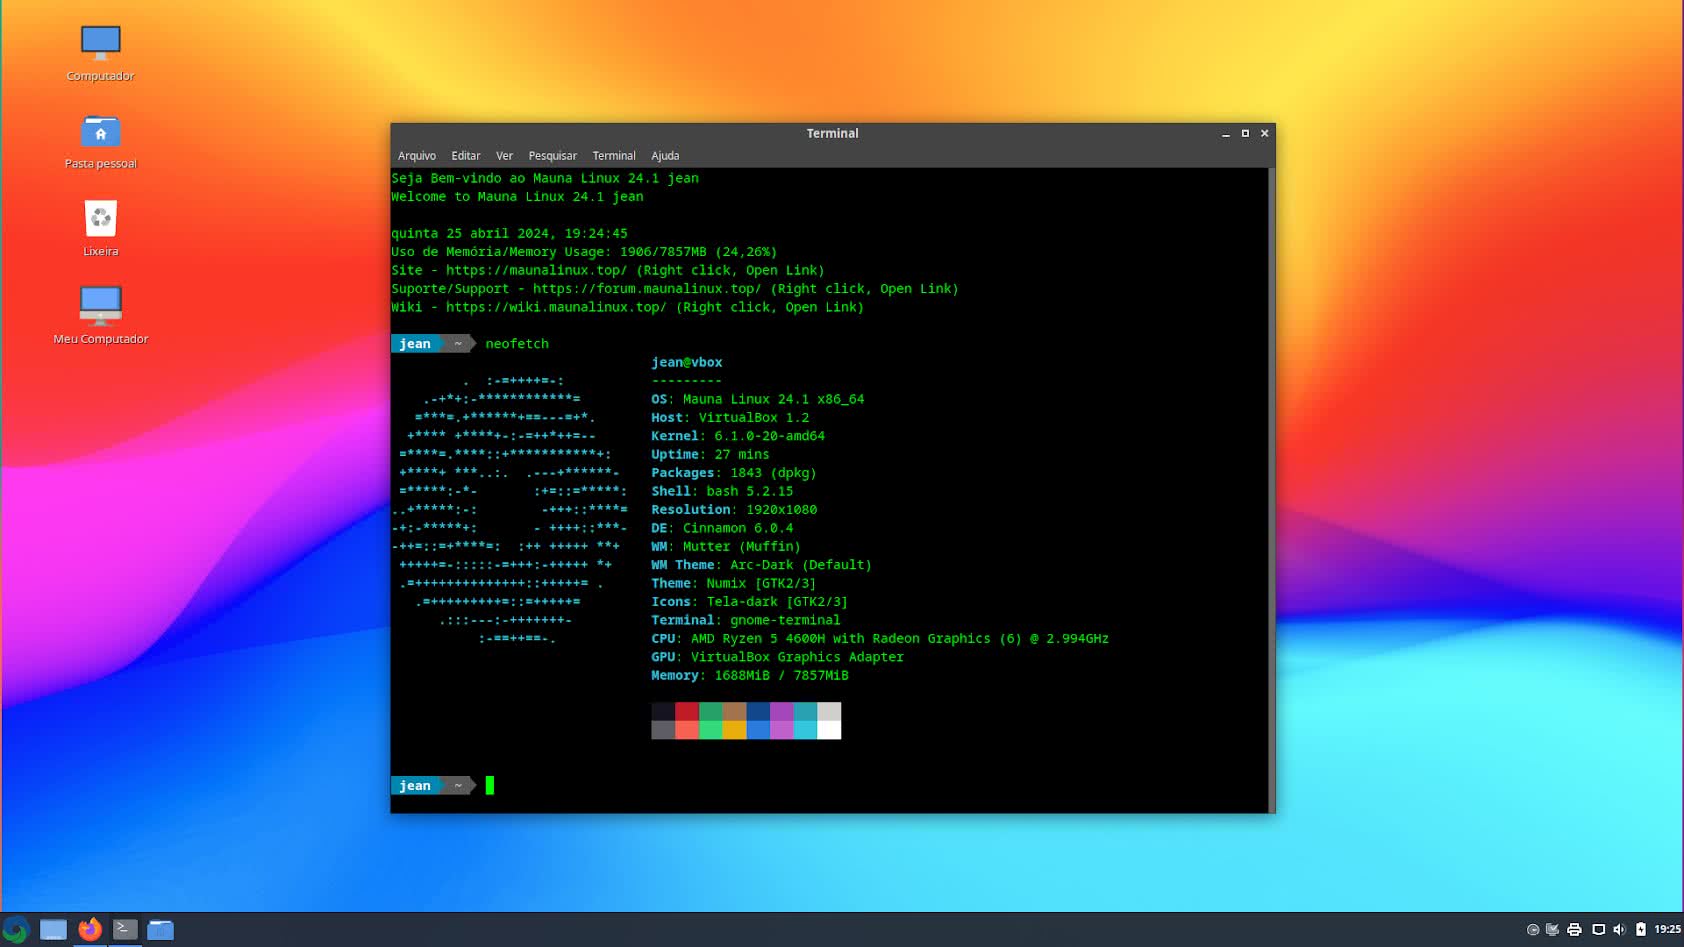 Computador
Pasta pessoal
Lixeira
Meu Computador
Terminal
Arquivo Editar Ver Pesquisar Terminal Ajuda
Seja Bem-vindo ao Mauna Linux 24.1 jean
Welcome to Mauna Linux 24.1 jean
quinta 25 abril 2024, 19:24:45
Uso de Memória/Memory Usage: 1906/7857MB (24,26%)
Site - https://maunalinux.top/ (Right click, Open Link)
Suporte/Support - https://forum.maunalinux.top/ (Right click, Open Link)
Wiki - https://wiki.maunalinux.top/ (Right click, Open Link)
jean ~ neofetch
jean@vbox
---------
OS: Mauna Linux 24.1 x86_64
Host: VirtualBox 1.2
Kernel: 6.1.0-20-amd64
Uptime: 27 mins
Packages: 1843 (dpkg)
Shell: bash 5.2.15
Resolution: 1920x1080
DE: Cinnamon 6.0.4
WM: Mutter (Muffin)
WM Theme: Arc-Dark (Default)
Theme: Numix [GTK2/3]
Icons: Tela-dark [GTK2/3]
Terminal: gnome-terminal
CPU: AMD Ryzen 5 4600H with Radeon Graphics (6) @ 2.994GHz
GPU: VirtualBox Graphics Adapter
Memory: 1688MiB / 7857MiB
jean ~
19:25